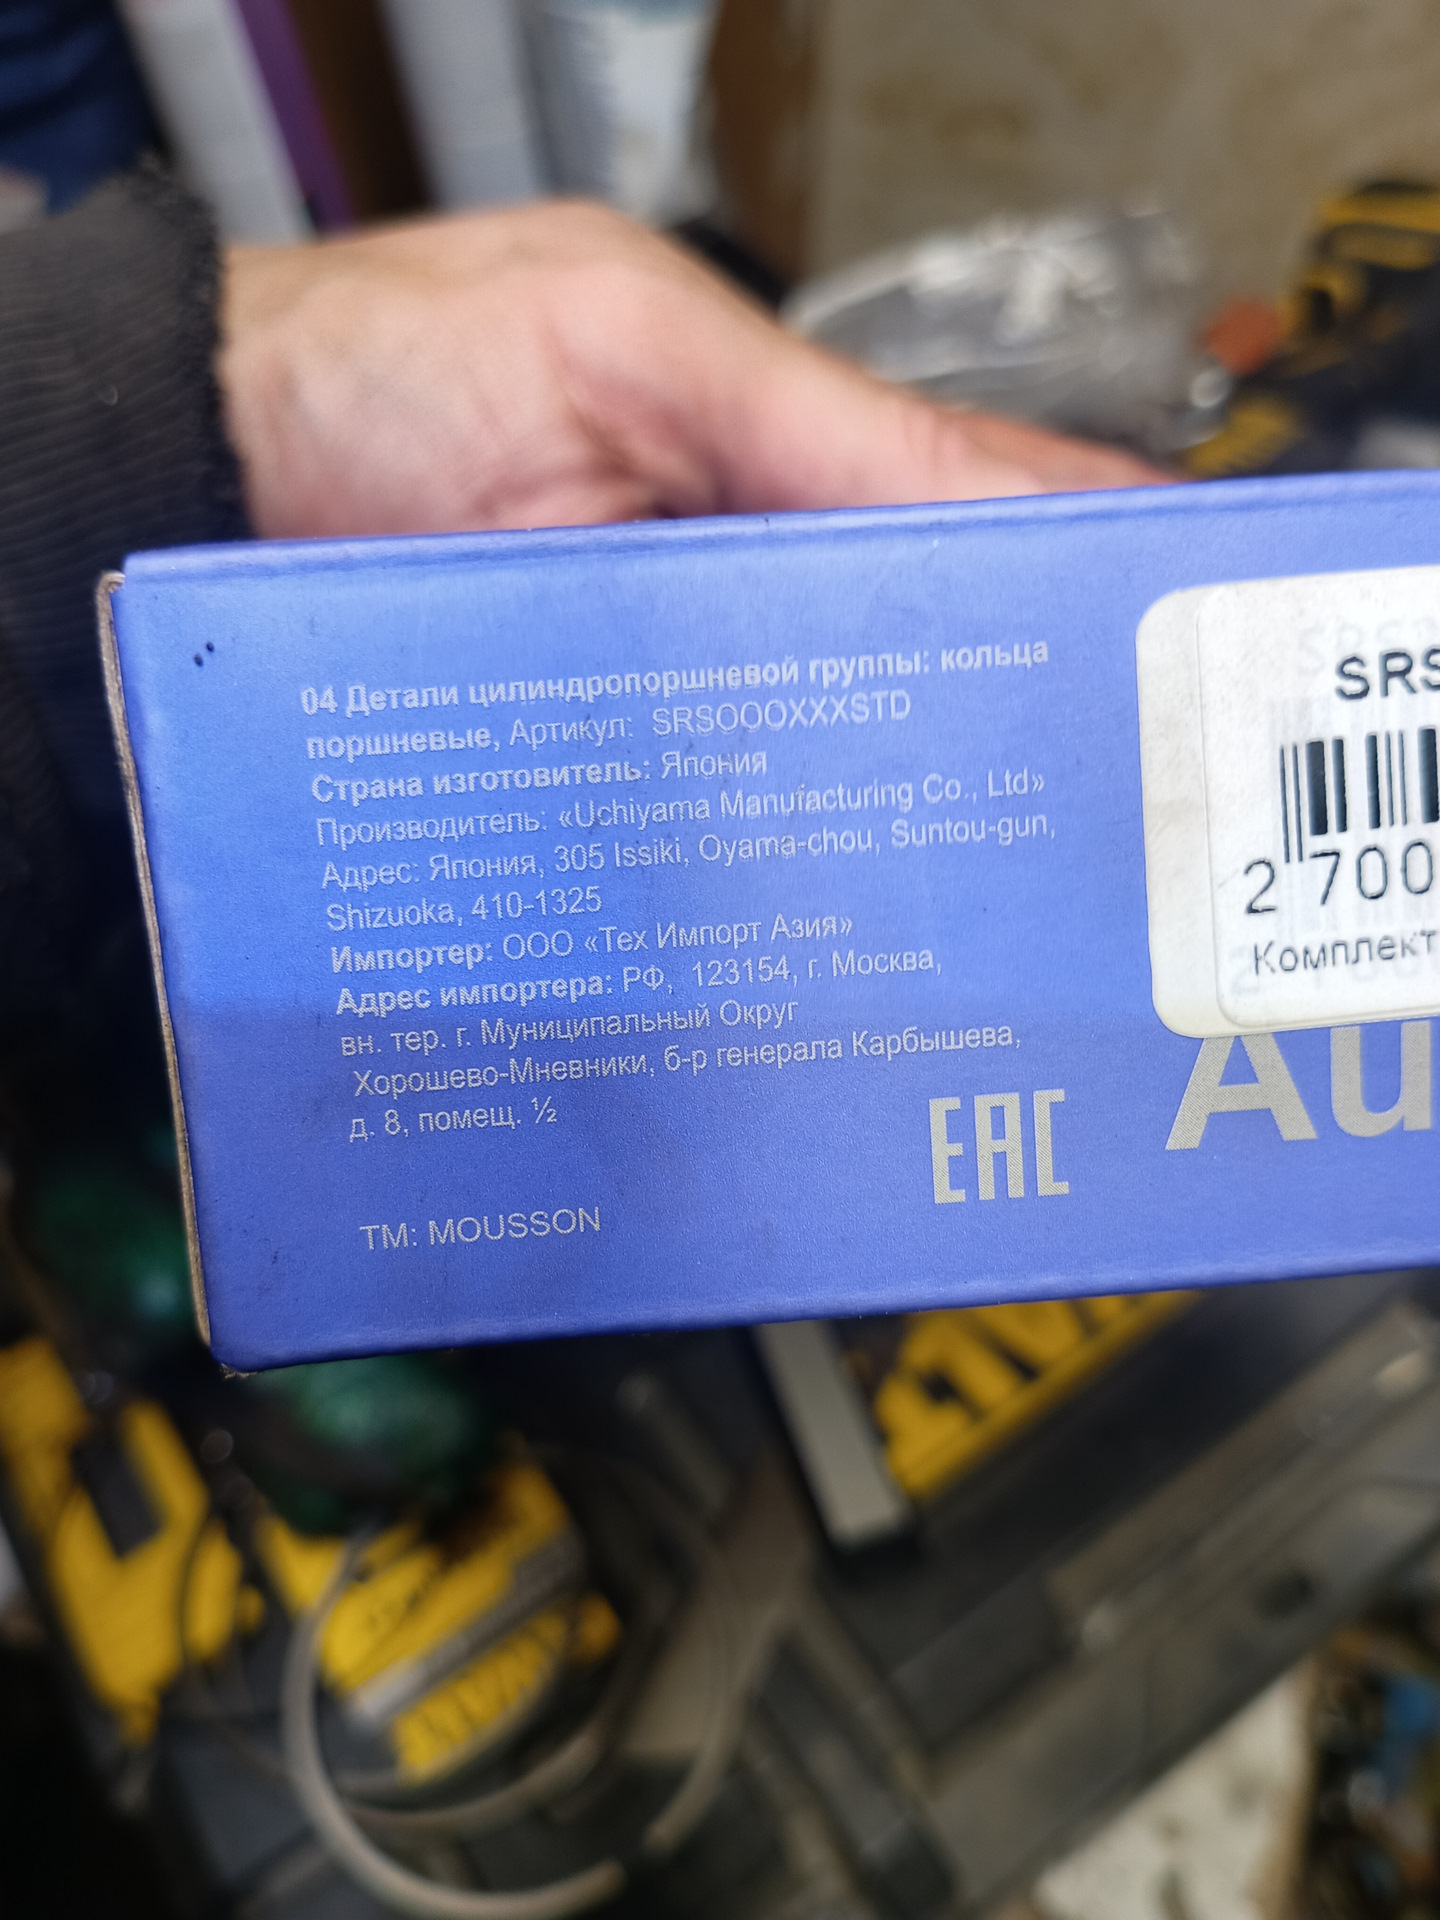 04 Детали цилиндропоршневой группы: кольца
поршневые, Артикул: SRSOOOXXXSTD
Страна изготовитель: Япония
Производитель: «Uchiyama Manufacturing Co., Ltd»
Адрес: Япония, 305 Issiki, Oyama-chou, Suntou-gun,
Shizuoka, 410-1325
Импортер: ООО «Тех Импорт Азия»
Адрес импортера: РФ, 123154, г. Москва,
вн. тер. г. Муниципальный Округ
Хорошево-Мневники, б-р генерала Карбышева,
д. 8, помещ. ½
EAC
TM: MOUSSON
SRS
2 700
Комплект
Au